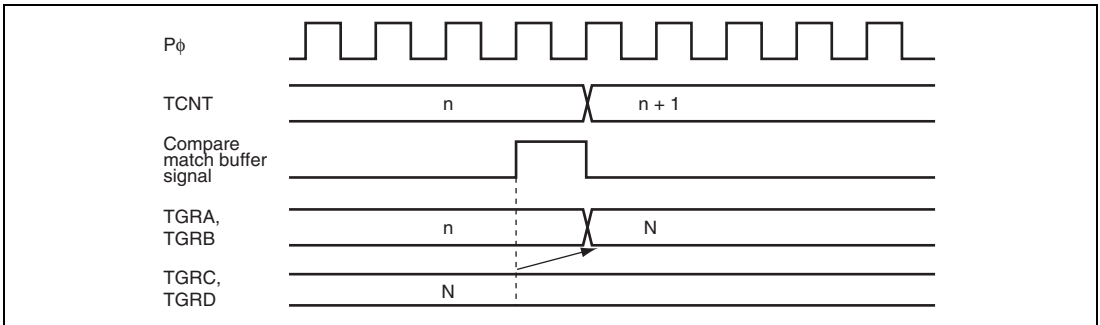 Pϕ
TCNT
n
n + 1
Compare
match buffer
signal
TGRA,
TGRB
n
N
TGRC,
TGRD
N